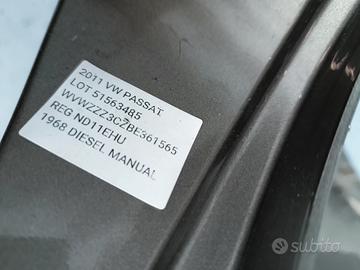 2011 VW PASSAT
LOT 51563485
WVWZZZ3CZBE361565
REG ND11EHU
1968 DIESEL MANUAL
subito